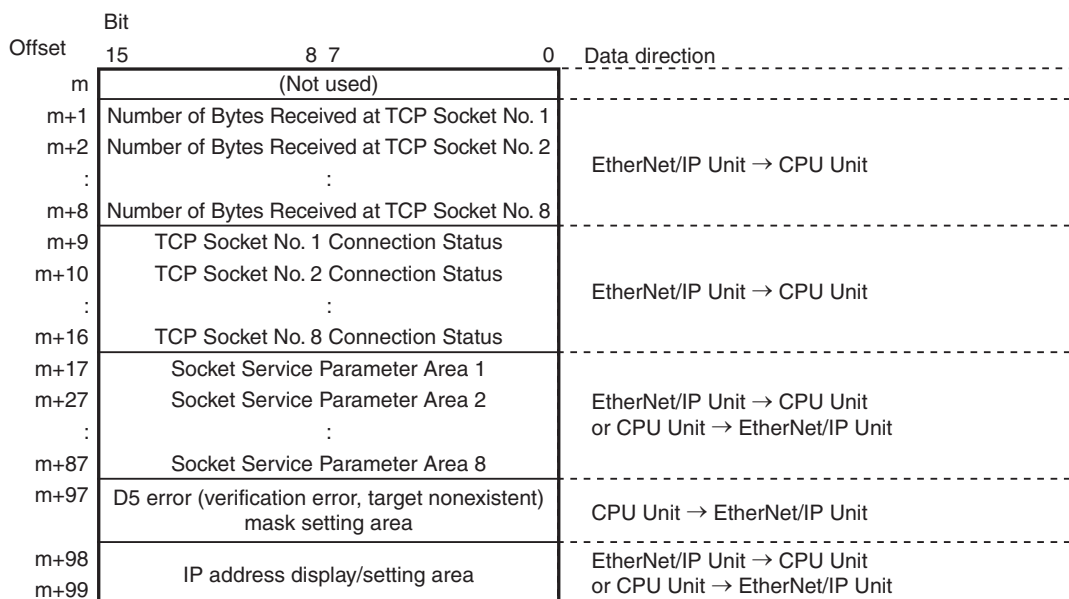 Bit
Offset 15 8 7 0 Data direction
m (Not used)
m+1 Number of Bytes Received at TCP Socket No. 1
m+2 Number of Bytes Received at TCP Socket No. 2
EtherNet/IP Unit → CPU Unit
: :
m+8 Number of Bytes Received at TCP Socket No. 8
m+9 TCP Socket No. 1 Connection Status
m+10 TCP Socket No. 2 Connection Status
EtherNet/IP Unit → CPU Unit
: :
m+16 TCP Socket No. 8 Connection Status
m+17 Socket Service Parameter Area 1
m+27 Socket Service Parameter Area 2 EtherNet/IP Unit → CPU Unit
or CPU Unit → EtherNet/IP Unit
: :
m+87 Socket Service Parameter Area 8
m+97 D5 error (verification error, target nonexistent)
mask setting area
CPU Unit → EtherNet/IP Unit
m+98 EtherNet/IP Unit → CPU Unit
IP address display/setting area
m+99 or CPU Unit → EtherNet/IP Unit